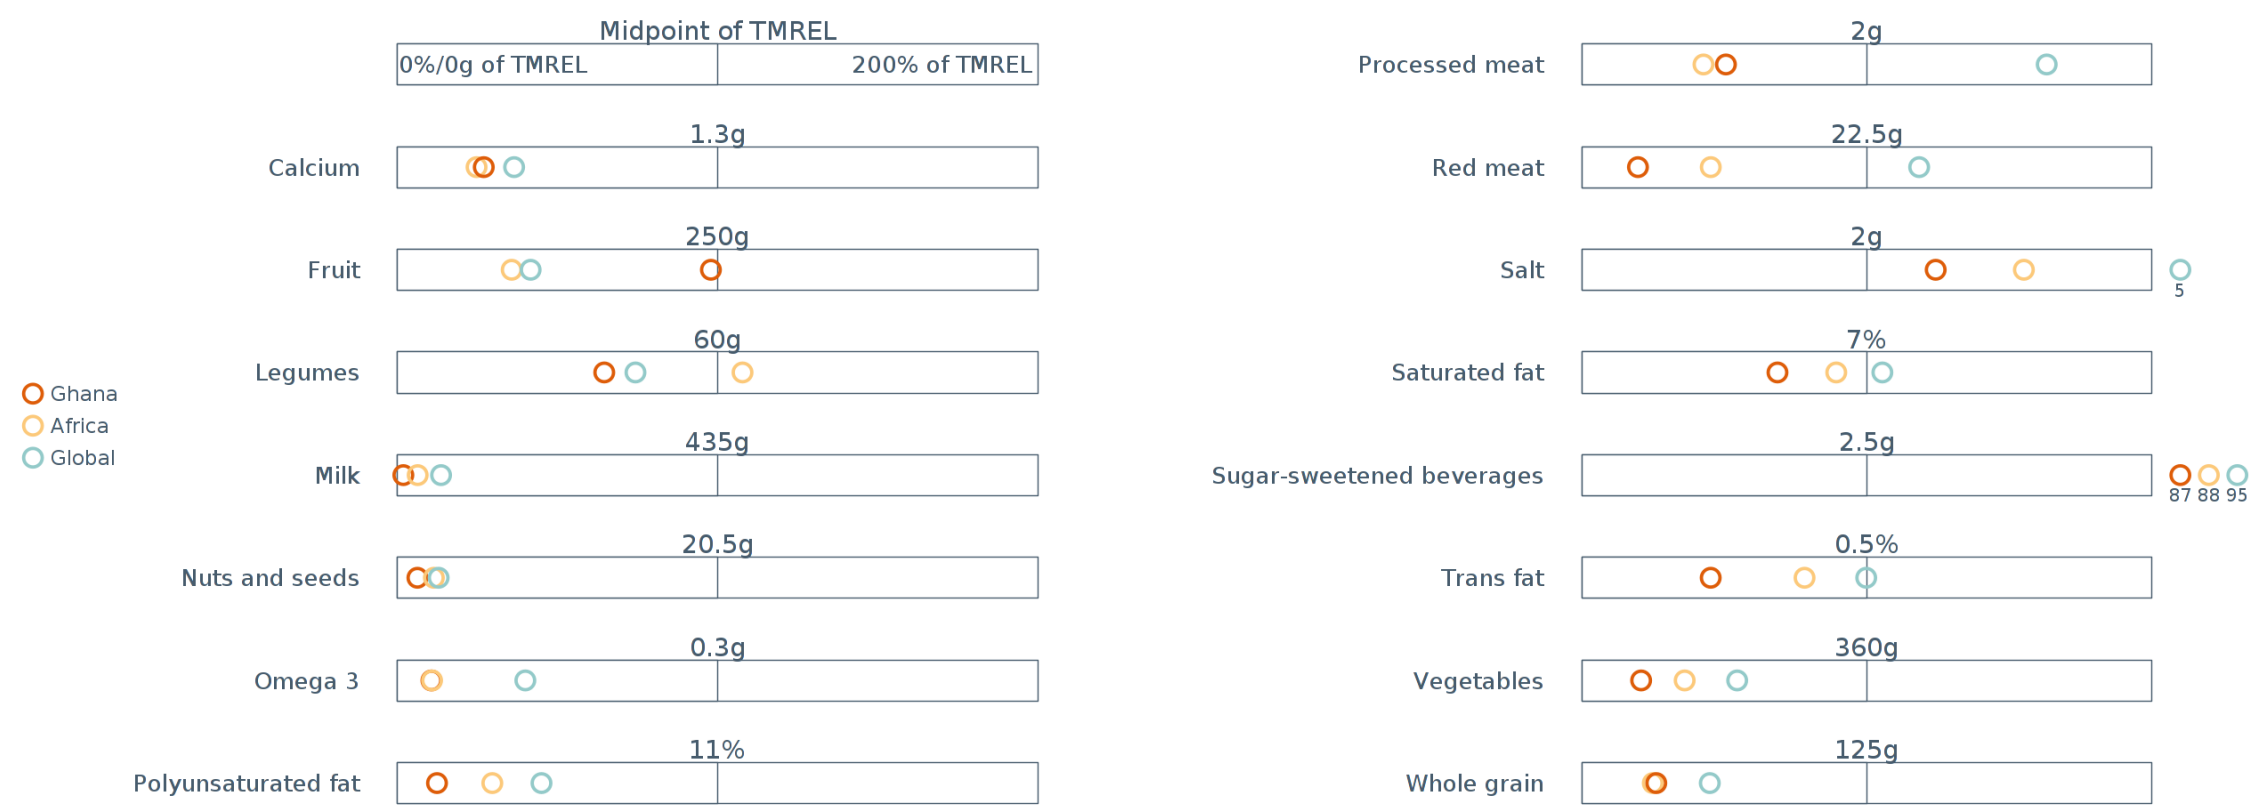 Midpoint of TMREL
0%/0g of TMREL 200% of TMREL
1.3g
Calcium
250g
Fruit
60g
Legumes
435g
Milk
20.5g
Nuts and seeds
0.3g
Omega 3
11%
Polyunsaturated fat
Ghana
Africa
Global
2g
Processed meat
22.5g
Red meat
2g
Salt
5
7%
Saturated fat
2.5g
Sugar-sweetened beverages
87 88 95
0.5%
Trans fat
360g
Vegetables
125g
Whole grain